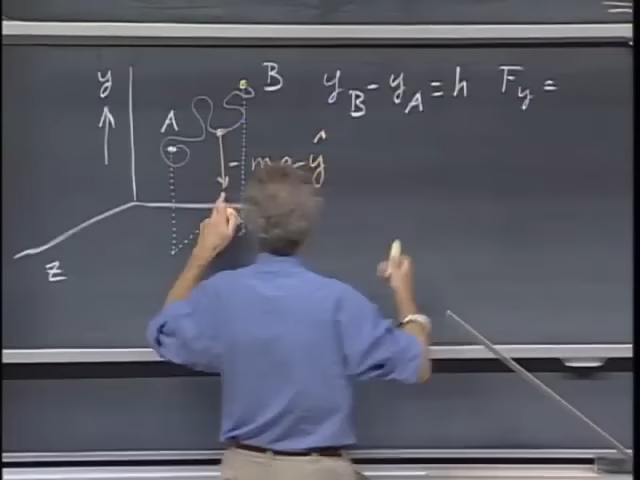 y
A
B
y_B - y_A = h F_y =
- mg ŷ
z